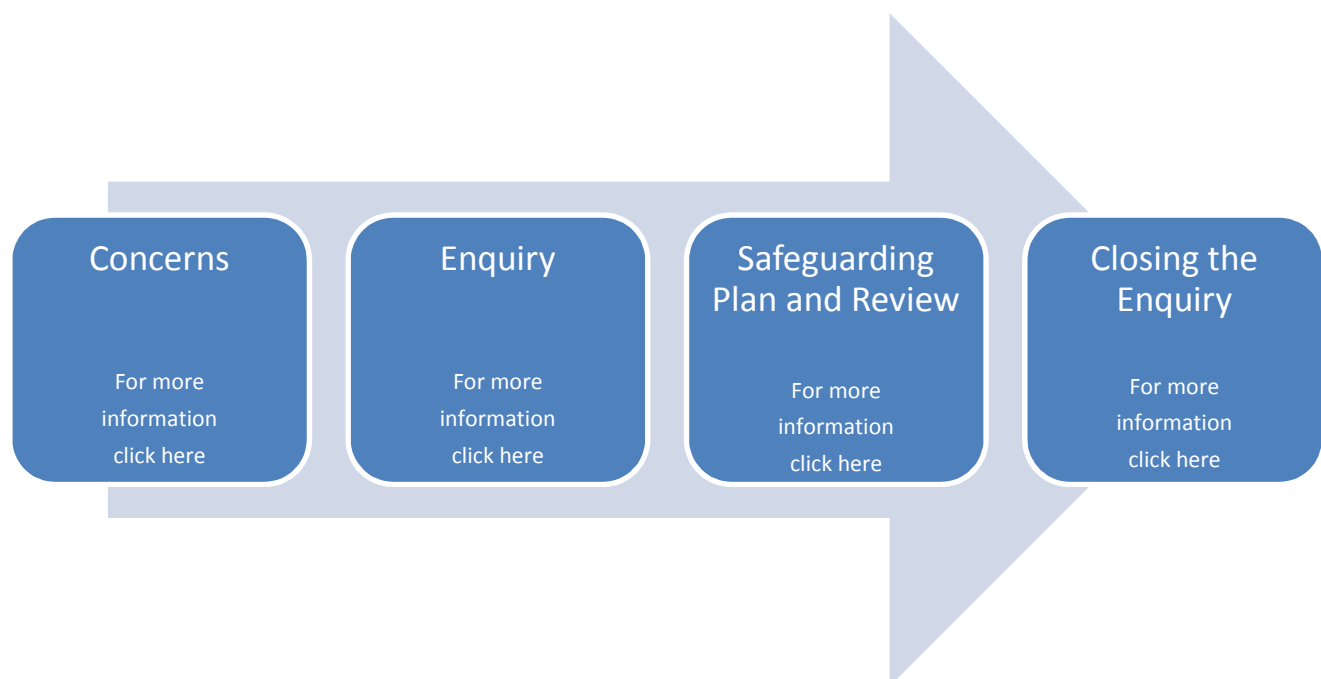 Concerns
For more
information
click here
Enquiry
For more
information
click here
Safeguarding
Plan and Review
For more
information
click here
Closing the
Enquiry
For more
information
click here